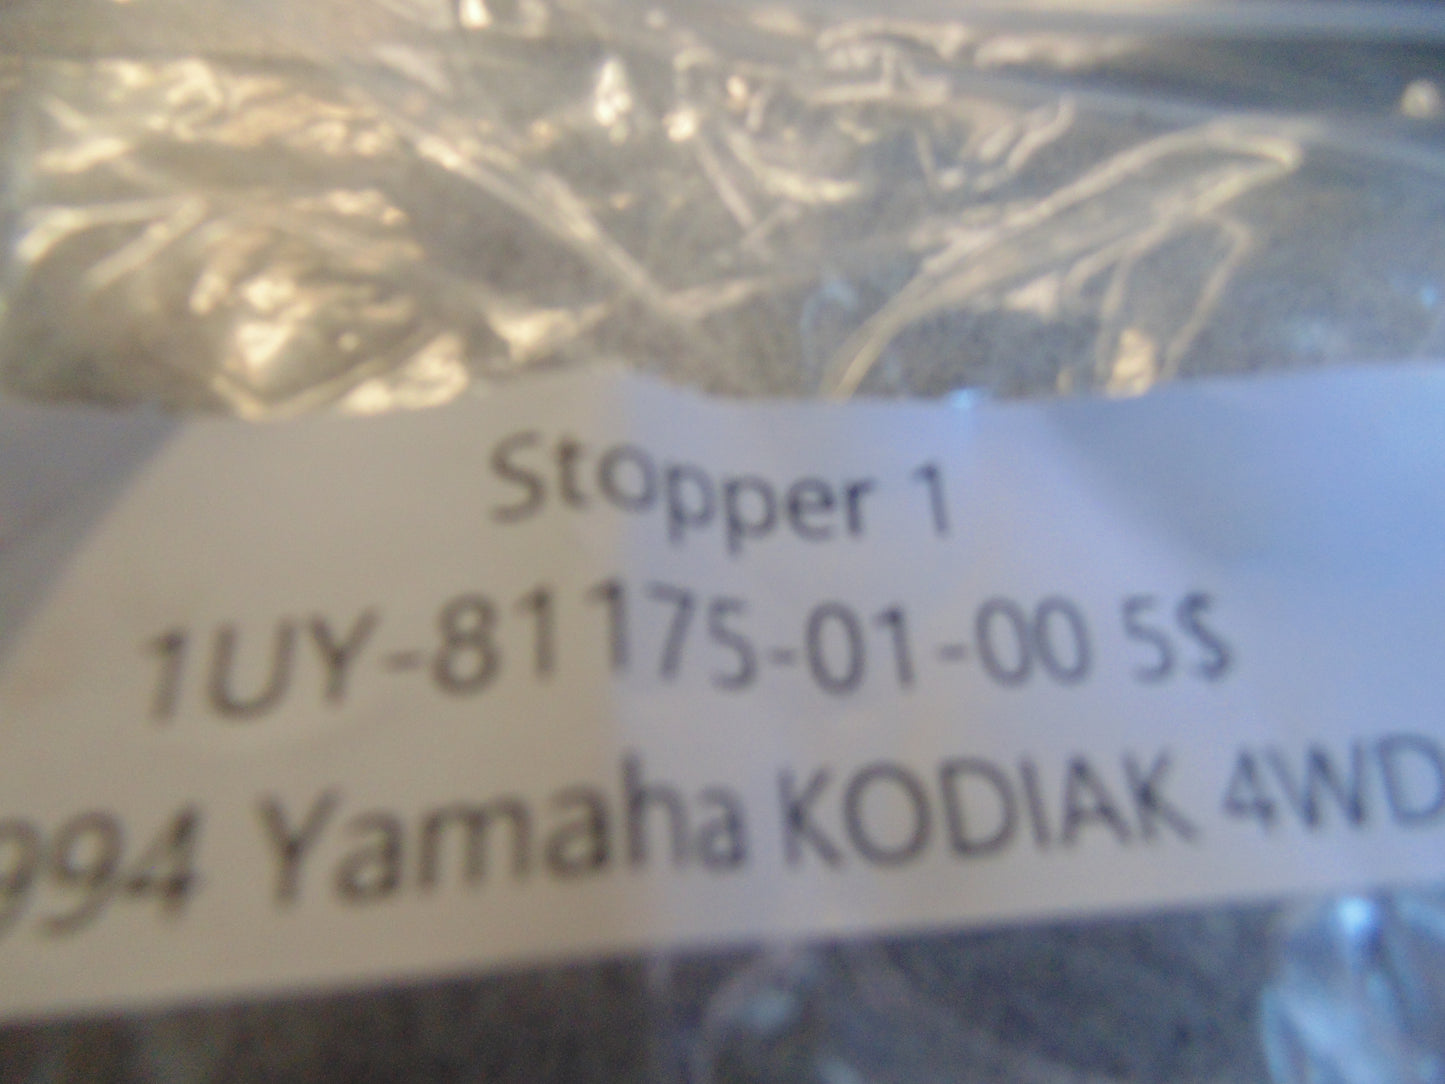 Stopper 1
1UY-81175-01-00 5S
994 Yamaha KODIAK 4WD